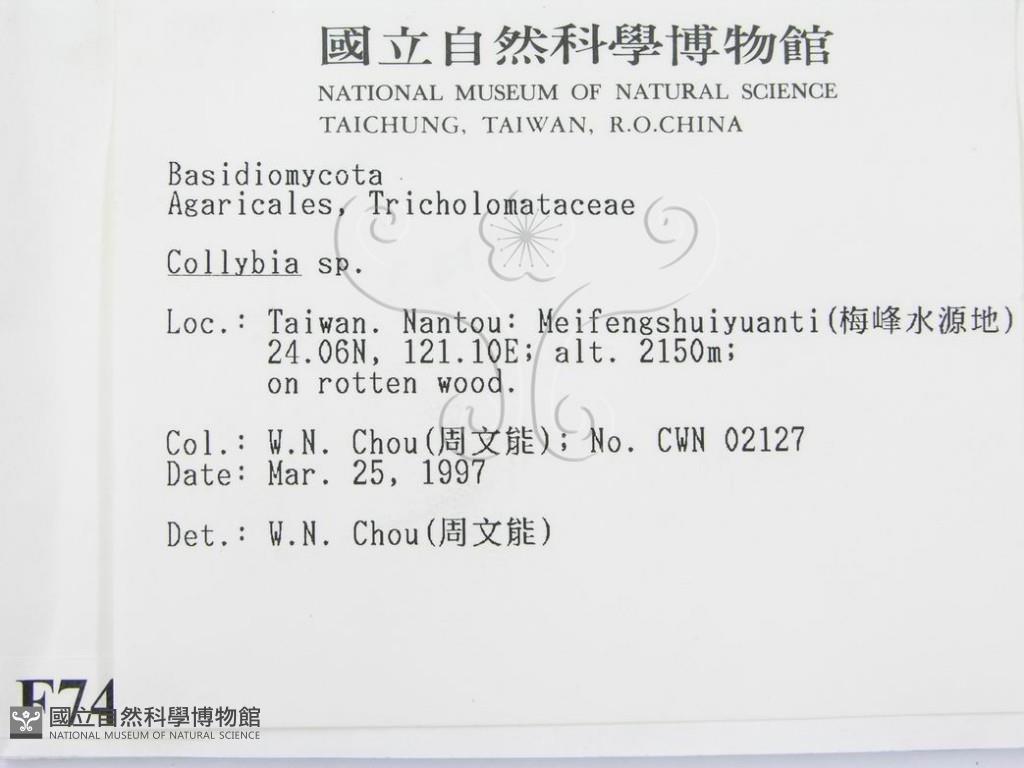 國立自然科學博物館
NATIONAL MUSEUM OF NATURAL SCIENCE
TAICHUNG, TAIWAN, R.O.CHINA
Basidiomycota
Agaricales, Tricholomataceae
Collybia sp.
Loc.: Taiwan. Nantou: Meifengshuiyuanti(梅峰水源地)
24.06N, 121.10E; alt. 2150m;
on rotten wood.
Col.: W.N. Chou(周文能); No. CWN 02127
Date: Mar. 25, 1997
Det.: W.N. Chou(周文能)
F74
國立自然科學博物館
NATIONAL MUSEUM OF NATURAL SCIENCE